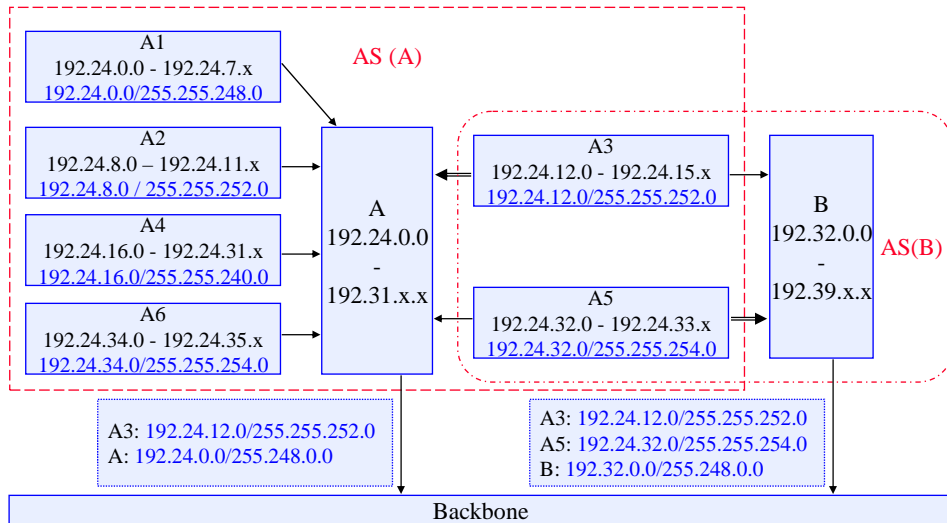 A1
192.24.0.0 - 192.24.7.x
192.24.0.0/255.255.248.0
AS (A)
A2
192.24.8.0 – 192.24.11.x
192.24.8.0 / 255.255.252.0
A4
192.24.16.0 - 192.24.31.x
192.24.16.0/255.255.240.0
A6
192.24.34.0 - 192.24.35.x
192.24.34.0/255.255.254.0
A
192.24.0.0
-
192.31.x.x
A3
192.24.12.0 - 192.24.15.x
192.24.12.0/255.255.252.0
A5
192.24.32.0 - 192.24.33.x
192.24.32.0/255.255.254.0
B
192.32.0.0
-
192.39.x.x
AS(B)
A3: 192.24.12.0/255.255.252.0
A: 192.24.0.0/255.248.0.0
A3: 192.24.12.0/255.255.252.0
A5: 192.24.32.0/255.255.254.0
B: 192.32.0.0/255.248.0.0
Backbone